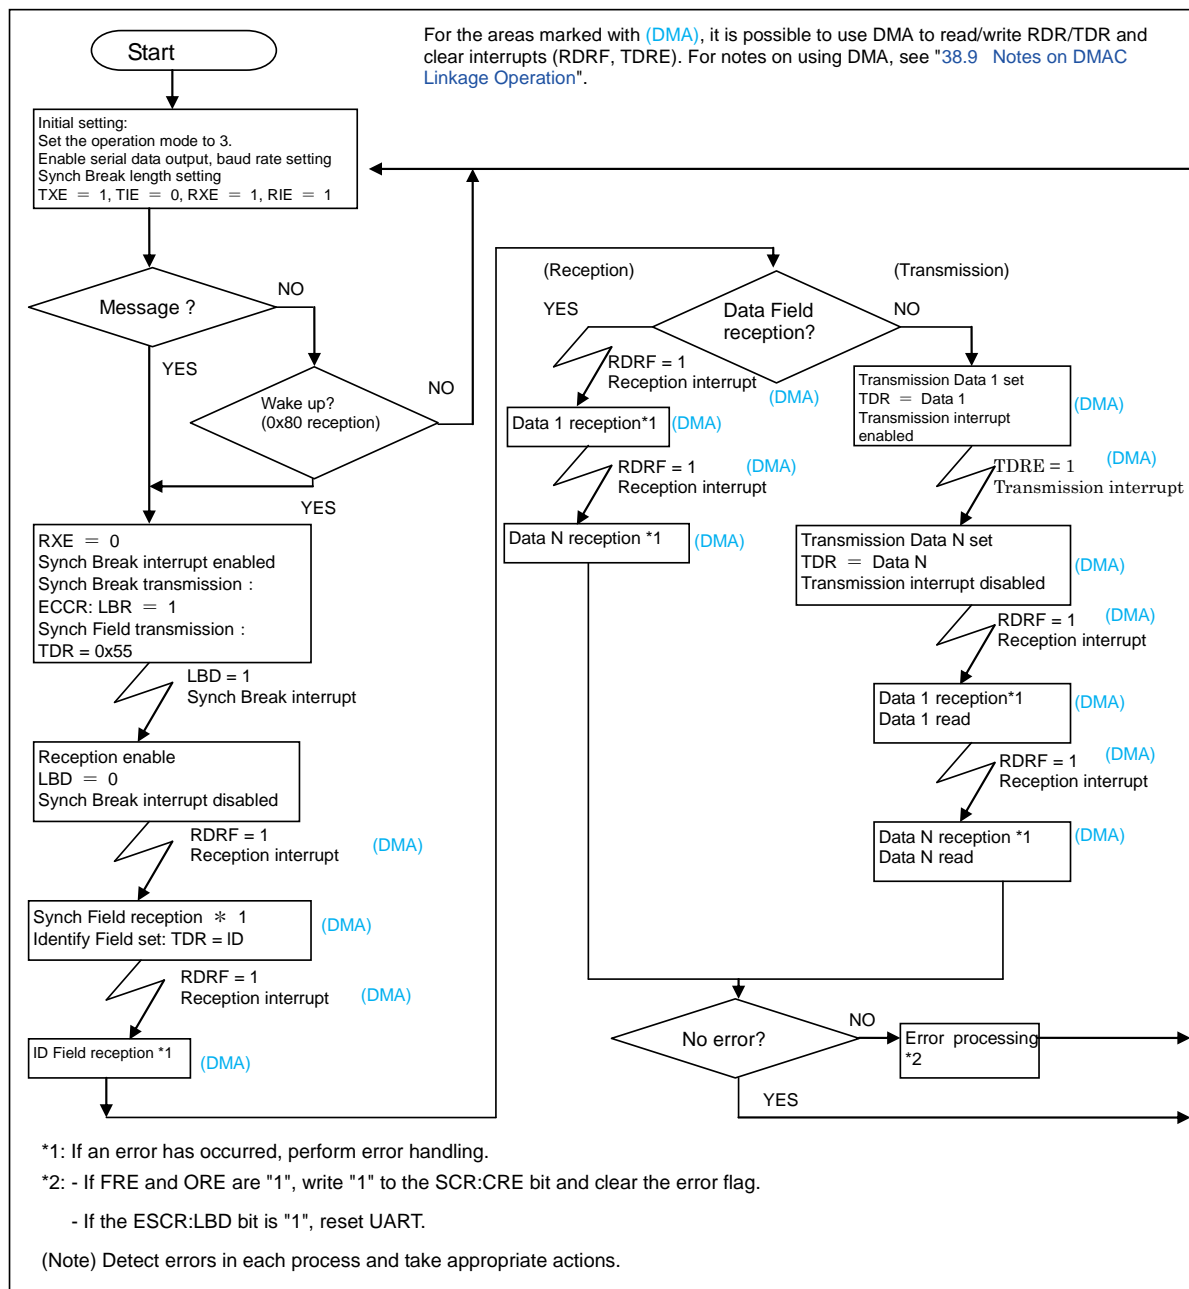 Start
For the areas marked with (DMA), it is possible to use DMA to read/write RDR/TDR and
clear interrupts (RDRF, TDRE). For notes on using DMA, see "38.9 Notes on DMAC
Linkage Operation".
Initial setting:
Set the operation mode to 3.
Enable serial data output, baud rate setting
Synch Break length setting
TXE = 1, TIE = 0, RXE = 1, RIE = 1
Message ?
NO
YES
Wake up?
(0x80 reception)
NO
YES
RXE = 0
Synch Break interrupt enabled
Synch Break transmission :
ECCR: LBR = 1
Synch Field transmission :
TDR = 0x55
LBD = 1
Synch Break interrupt
Reception enable
LBD = 0
Synch Break interrupt disabled
RDRF = 1
Reception interrupt (DMA)
Synch Field reception * 1
Identify Field set: TDR = ID
(DMA)
RDRF = 1
Reception interrupt (DMA)
ID Field reception *1
(DMA)
(Reception)
(Transmission)
Data Field
reception?
YES
NO
RDRF = 1
Reception interrupt
(DMA)
Data 1 reception*1 (DMA)
RDRF = 1 (DMA)
Reception interrupt
Data N reception *1 (DMA)
Transmission Data 1 set
TDR = Data 1
Transmission interrupt
enabled
(DMA)
TDRE = 1 (DMA)
Transmission interrupt
Transmission Data N set
TDR = Data N
Transmission interrupt disabled
(DMA)
RDRF = 1 (DMA)
Reception interrupt
Data 1 reception*1
Data 1 read
(DMA)
RDRF = 1 (DMA)
Reception interrupt
Data N reception *1
Data N read
(DMA)
No error?
NO
YES
Error processing
*2
*1: If an error has occurred, perform error handling.
*2: - If FRE and ORE are "1", write "1" to the SCR:CRE bit and clear the error flag.
- If the ESCR:LBD bit is "1", reset UART.
(Note) Detect errors in each process and take appropriate actions.